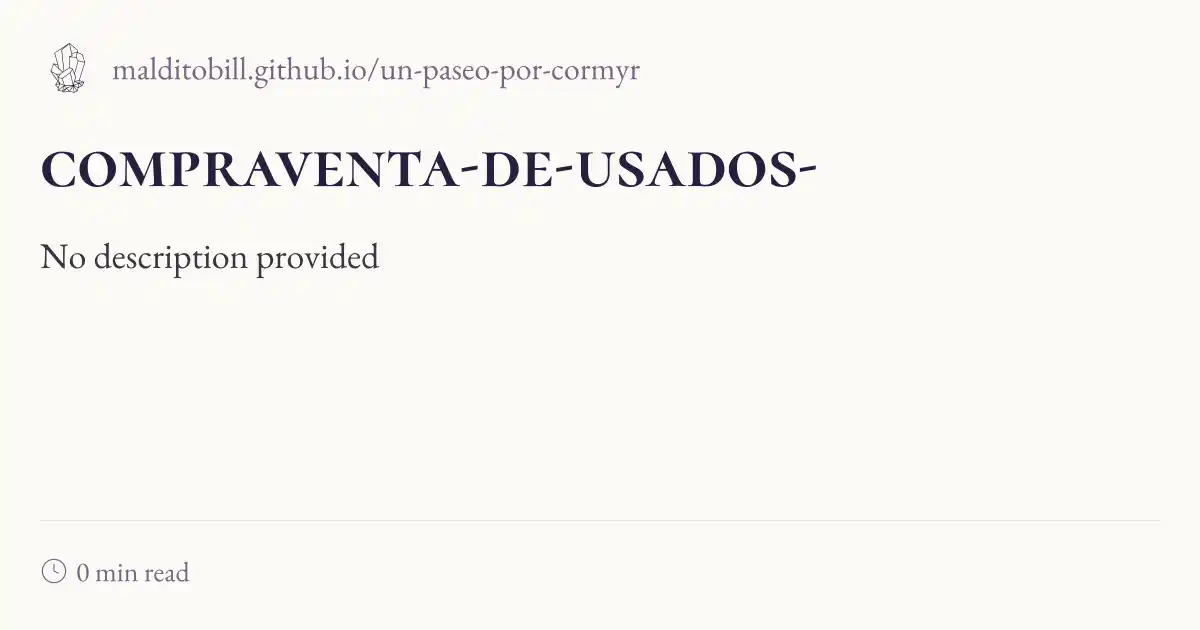 malditobill.github.io/un-paseo-por-cormyr
COMPRAVENTA-DE-USADOS-
No description provided
0 min read